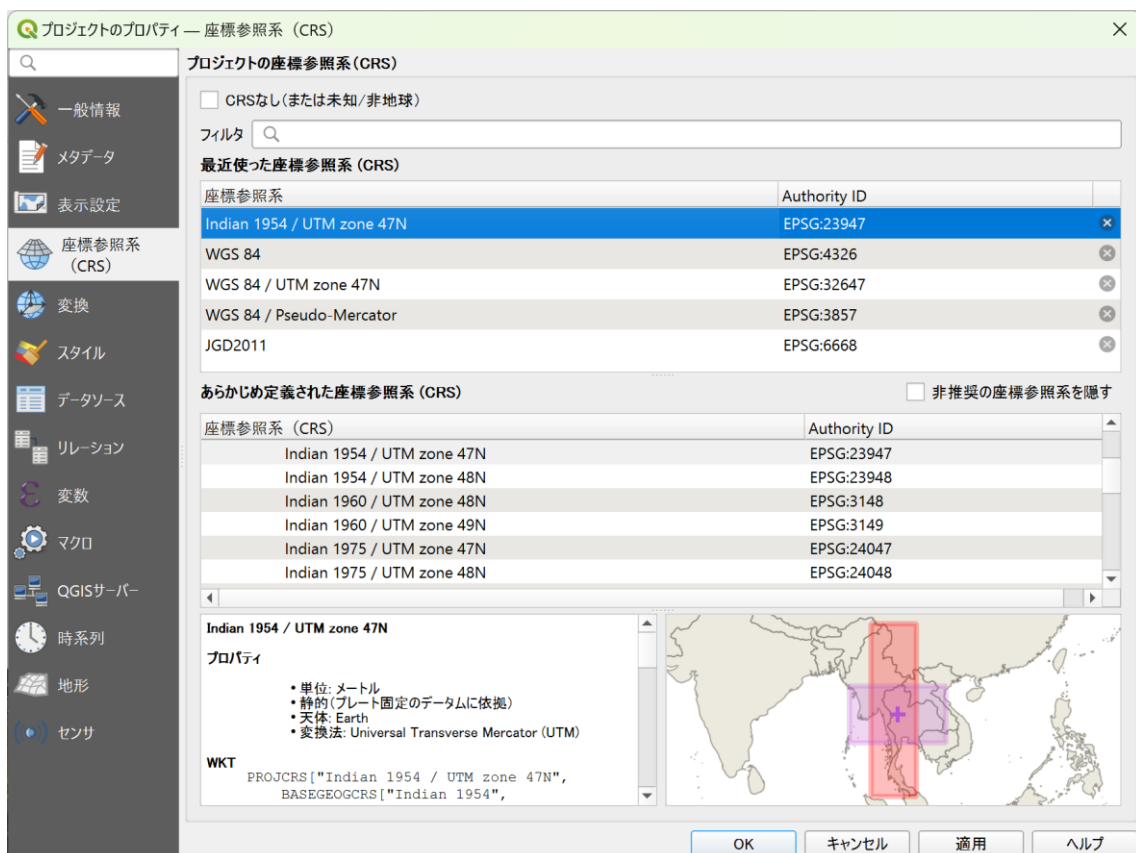 プロジェクトのプロパティ — 座標参照系 (CRS)
プロジェクトの座標参照系(CRS)
一般情報
メタデータ
表示設定
座標参照系
(CRS)
変換
スタイル
データソース
リレーション
変数
マクロ
QGISサーバー
時系列
地形
センサ
CRSなし(または未知/非地球)
フィルタ
最近使った座標参照系 (CRS)
座標参照系 Authority ID
Indian 1954 / UTM zone 47N EPSG:23947
WGS 84 EPSG:4326
WGS 84 / UTM zone 47N EPSG:32647
WGS 84 / Pseudo-Mercator EPSG:3857
JGD2011 EPSG:6668
あらかじめ定義された座標参照系 (CRS) 非推奨の座標参照系を隠す
座標参照系 (CRS) Authority ID
Indian 1954 / UTM zone 47N EPSG:23947
Indian 1954 / UTM zone 48N EPSG:23948
Indian 1960 / UTM zone 48N EPSG:3148
Indian 1960 / UTM zone 49N EPSG:3149
Indian 1975 / UTM zone 47N EPSG:24047
Indian 1975 / UTM zone 48N EPSG:24048
Indian 1954 / UTM zone 47N
プロパティ
• 単位: メートル
• 静的(プレート固定のデータムに依拠)
• 天体: Earth
• 変換法: Universal Transverse Mercator (UTM)
WKT
PROJCRS["Indian 1954 / UTM zone 47N",
BASEGEOGCRS["Indian 1954",
OK キャンセル 適用 ヘルプ